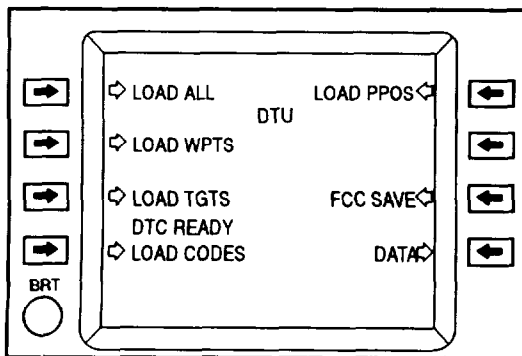 LOAD ALL
LOAD PPOS
DTU
LOAD WPTS
LOAD TGTS
FCC SAVE
DTC READY
LOAD CODES
DATA
BRT